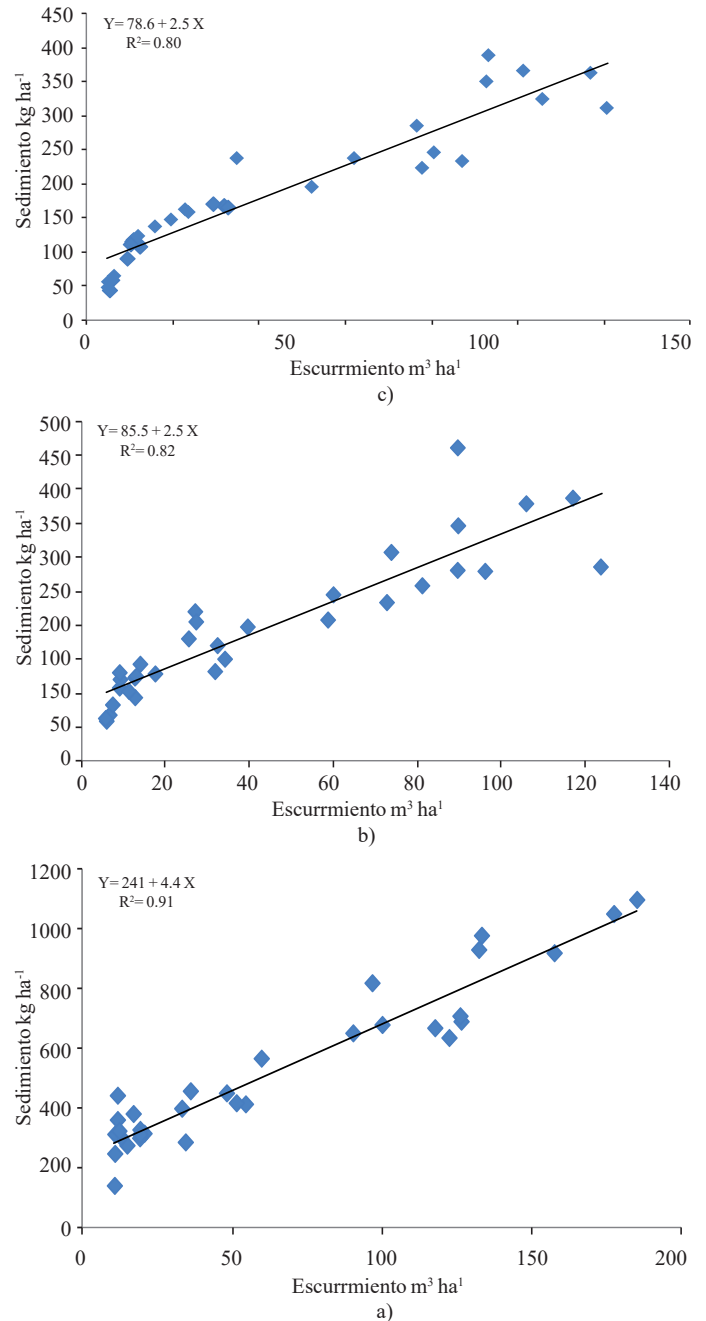 Y= 78.6 + 2.5 X
R²= 0.80
Sedimiento kg ha⁻¹
450
400
350
300
250
200
150
100
50
0
0 50 100 150
Escurrmiento m³ ha¹
c)
Y= 85.5 + 2.5 X
R²= 0.82
Sedimiento kg ha⁻¹
500
450
400
350
300
250
200
100
150
50
0
0 20 40 60 80 100 120 140
Escurrmiento m³ ha¹
b)
Y= 241 + 4.4 X
R²= 0.91
Sedimiento kg ha⁻¹
1200
1000
800
600
400
200
0
0 50 100 150 200
Escurrmiento m³ ha¹
a)